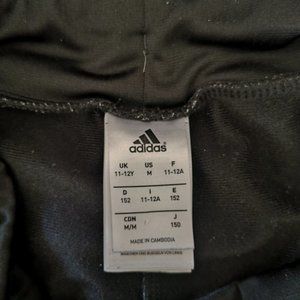 adidas
UK US F
11-12Y M 11-12A
D I E
152 11-12A 152
CDN J
M/M 150
MADE IN CAMBODIA